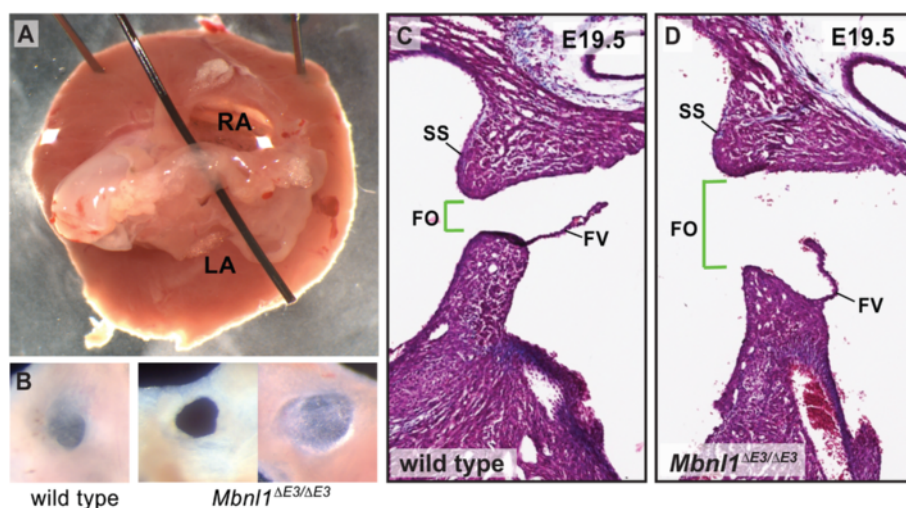 A
RA
LA
B
wild type
Mbnl1ΔE3/ΔE3
C
E19.5
SS
FO
FV
wild type
D
E19.5
SS
FO
FV
Mbnl1ΔE3/ΔE3